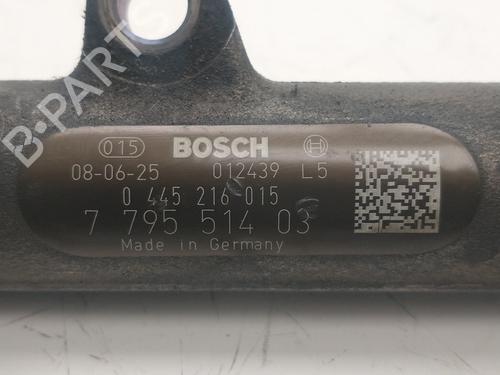 B-PARTS
015 BOSCH
08-06-25 012439 L5
0 445 216 015
7 795 514 03
Made in Germany